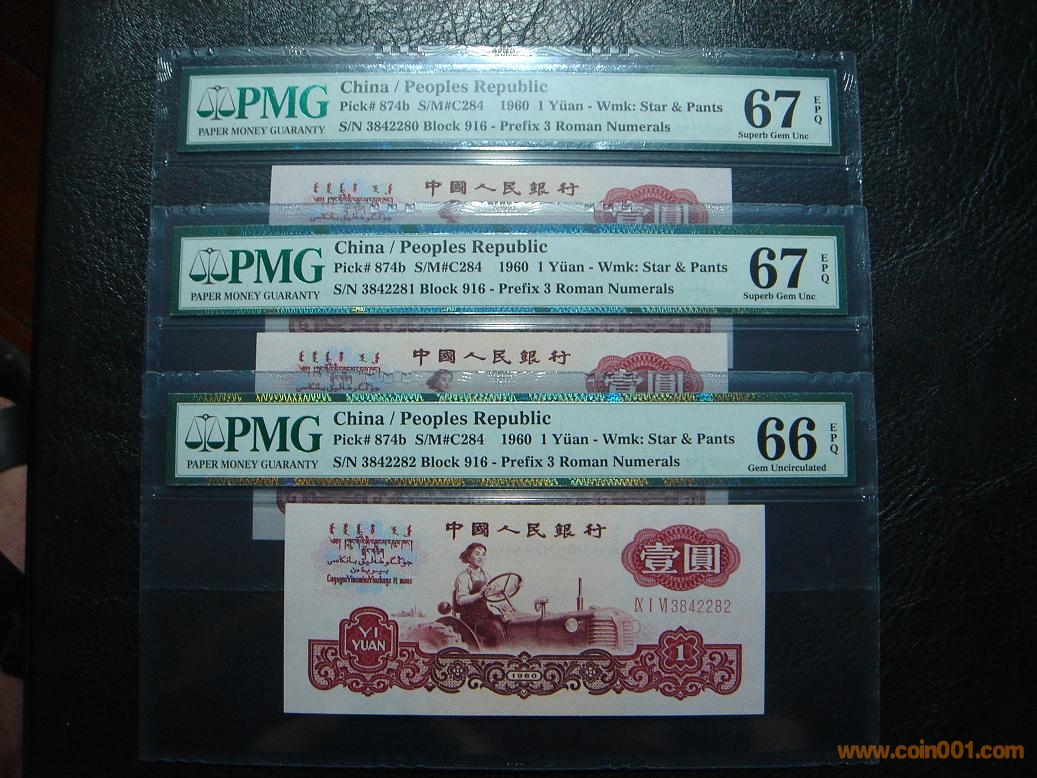 PMG
PAPER MONEY GUARANTY
China / Peoples Republic
Pick# 874b S/M#C284 1960 1 Yüan - Wmk: Star & Pants
S/N 3842280 Block 916 - Prefix 3 Roman Numerals
67
EPQ
Superb Gem Unc
中國人民銀行
壹圓
PMG
PAPER MONEY GUARANTY
China / Peoples Republic
Pick# 874b S/M#C284 1960 1 Yüan - Wmk: Star & Pants
S/N 3842281 Block 916 - Prefix 3 Roman Numerals
67
EPQ
Superb Gem Unc
中國人民銀行
壹圓
PMG
PAPER MONEY GUARANTY
China / Peoples Republic
Pick# 874b S/M#C284 1960 1 Yüan - Wmk: Star & Pants
S/N 3842282 Block 916 - Prefix 3 Roman Numerals
66
EPQ
Gem Uncirculated
中國人民銀行
壹圓
IX I VI 3842282
YI
YUAN
1
1960
www.coin001.com